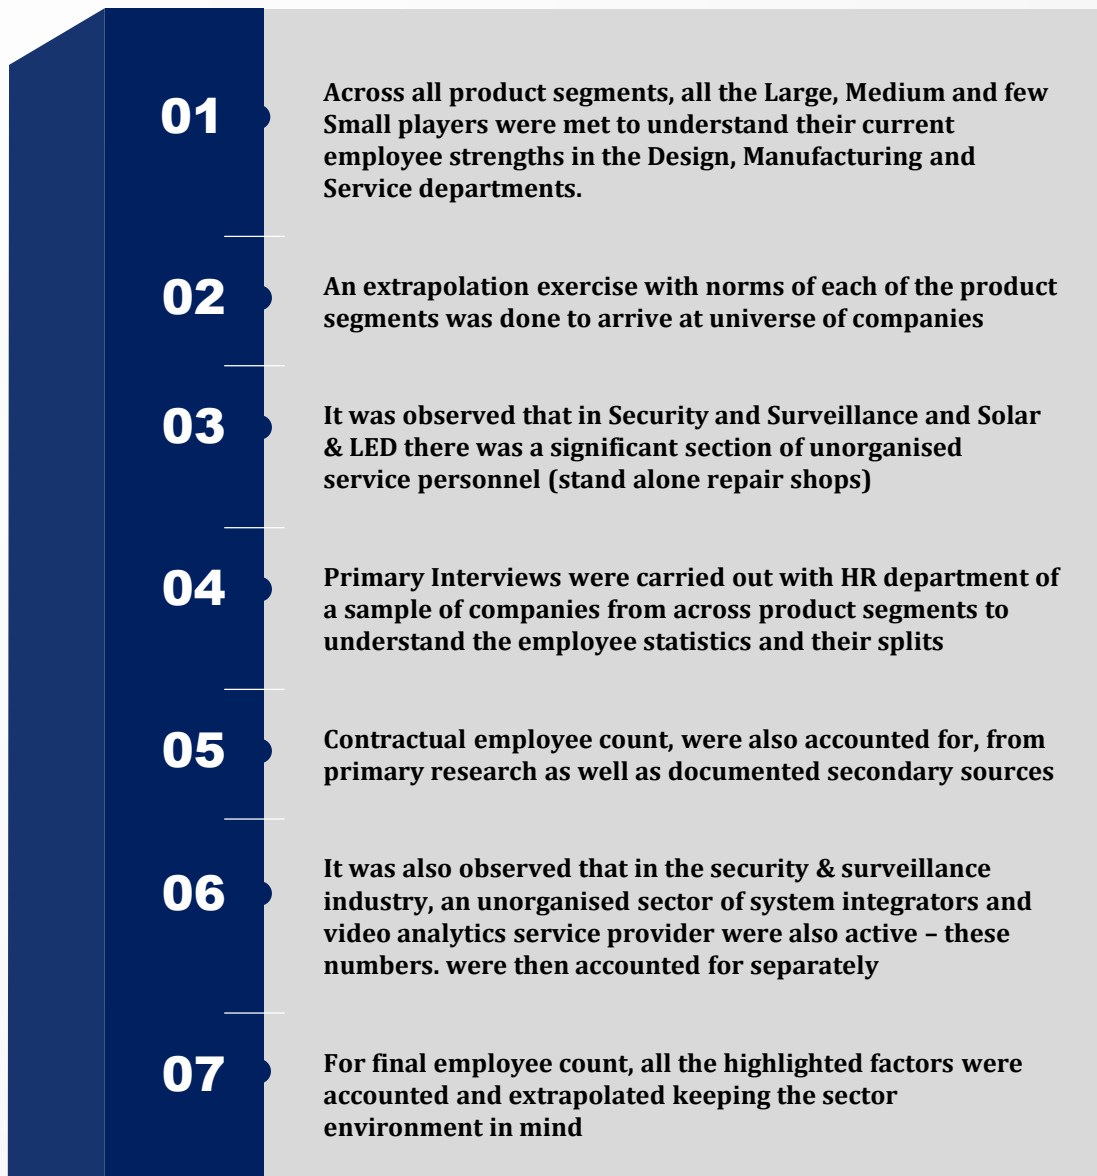 01
Across all product segments, all the Large, Medium and few
Small players were met to understand their current
employee strengths in the Design, Manufacturing and
Service departments.
02
An extrapolation exercise with norms of each of the product
segments was done to arrive at universe of companies
03
It was observed that in Security and Surveillance and Solar
& LED there was a significant section of unorganised
service personnel (stand alone repair shops)
04
Primary Interviews were carried out with HR department of
a sample of companies from across product segments to
understand the employee statistics and their splits
05
Contractual employee count, were also accounted for, from
primary research as well as documented secondary sources
06
It was also observed that in the security & surveillance
industry, an unorganised sector of system integrators and
video analytics service provider were also active – these
numbers. were then accounted for separately
07
For final employee count, all the highlighted factors were
accounted and extrapolated keeping the sector
environment in mind